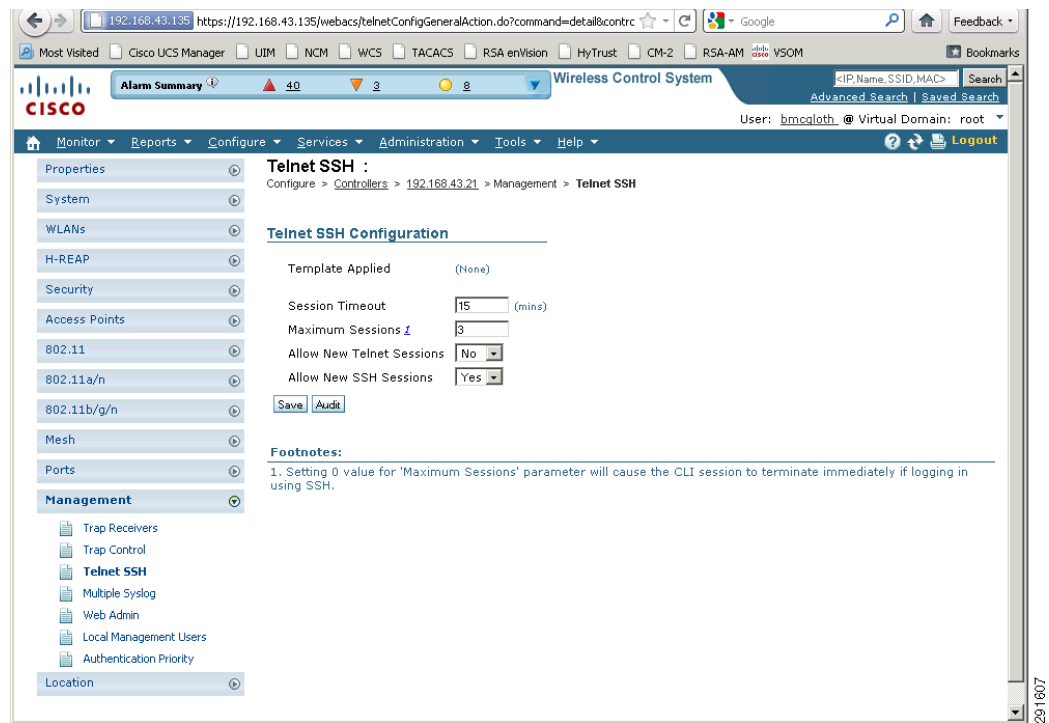 192.168.43.135 https://192.168.43.135/webacs/telnetConfigGeneralAction.do?command=detail&contrc
Google
Feedback
Most Visited Cisco UCS Manager UIM NCM WCS TACACS RSA enVision HyTrust CM-2 RSA-AM VSOM Bookmarks
Alarm Summary 40 3 8
Wireless Control System
<IP,Name,SSID,MAC> Search
Advanced Search | Saved Search
CISCO
User: bmcgloth @ Virtual Domain: root
Monitor Reports Configure Services Administration Tools Help Logout
Properties
System
WLANs
H-REAP
Security
Access Points
802.11
802.11a/n
802.11b/g/n
Mesh
Ports
Management
Trap Receivers
Trap Control
Telnet SSH
Multiple Syslog
Web Admin
Local Management Users
Authentication Priority
Location
Telnet SSH :
Configure > Controllers > 192.168.43.21 > Management > Telnet SSH
Telnet SSH Configuration
Template Applied (None)
Session Timeout 15 (mins)
Maximum Sessions 1 3
Allow New Telnet Sessions No
Allow New SSH Sessions Yes
Save Audit
Footnotes:
1. Setting 0 value for 'Maximum Sessions' parameter will cause the CLI session to terminate immediately if logging in
using SSH.
291607